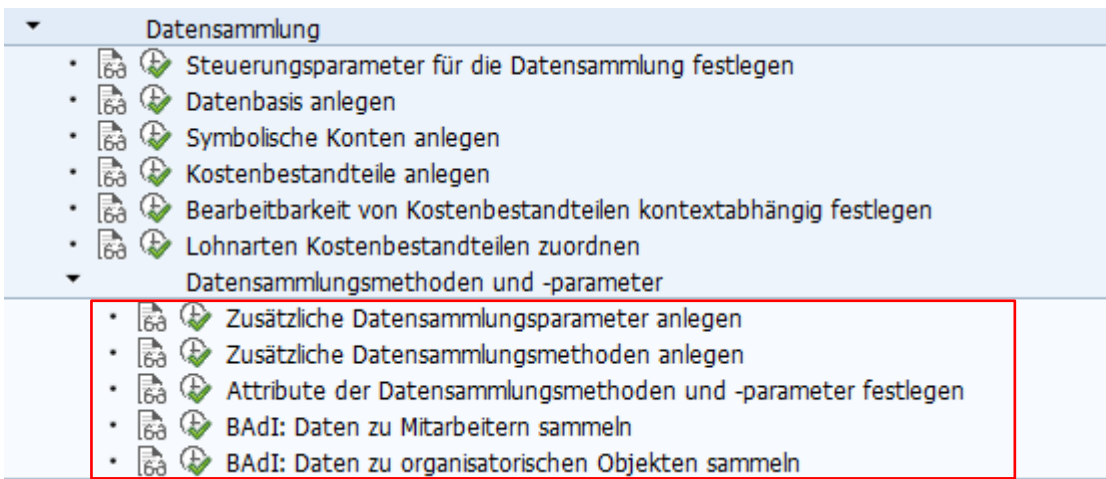 Datensammlung
Steuerungsparameter für die Datensammlung festlegen
Datenbasis anlegen
Symbolische Konten anlegen
Kostenbestandteile anlegen
Bearbeitbarkeit von Kostenbestandteilen kontextabhängig festlegen
Lohnarten Kostenbestandteilen zuordnen
Datensammlungsmethoden und -parameter
Zusätzliche Datensammlungsparameter anlegen
Zusätzliche Datensammlungsmethoden anlegen
Attribute der Datensammlungsmethoden und -parameter festlegen
BAdI: Daten zu Mitarbeitern sammeln
BAdI: Daten zu organisatorischen Objekten sammeln